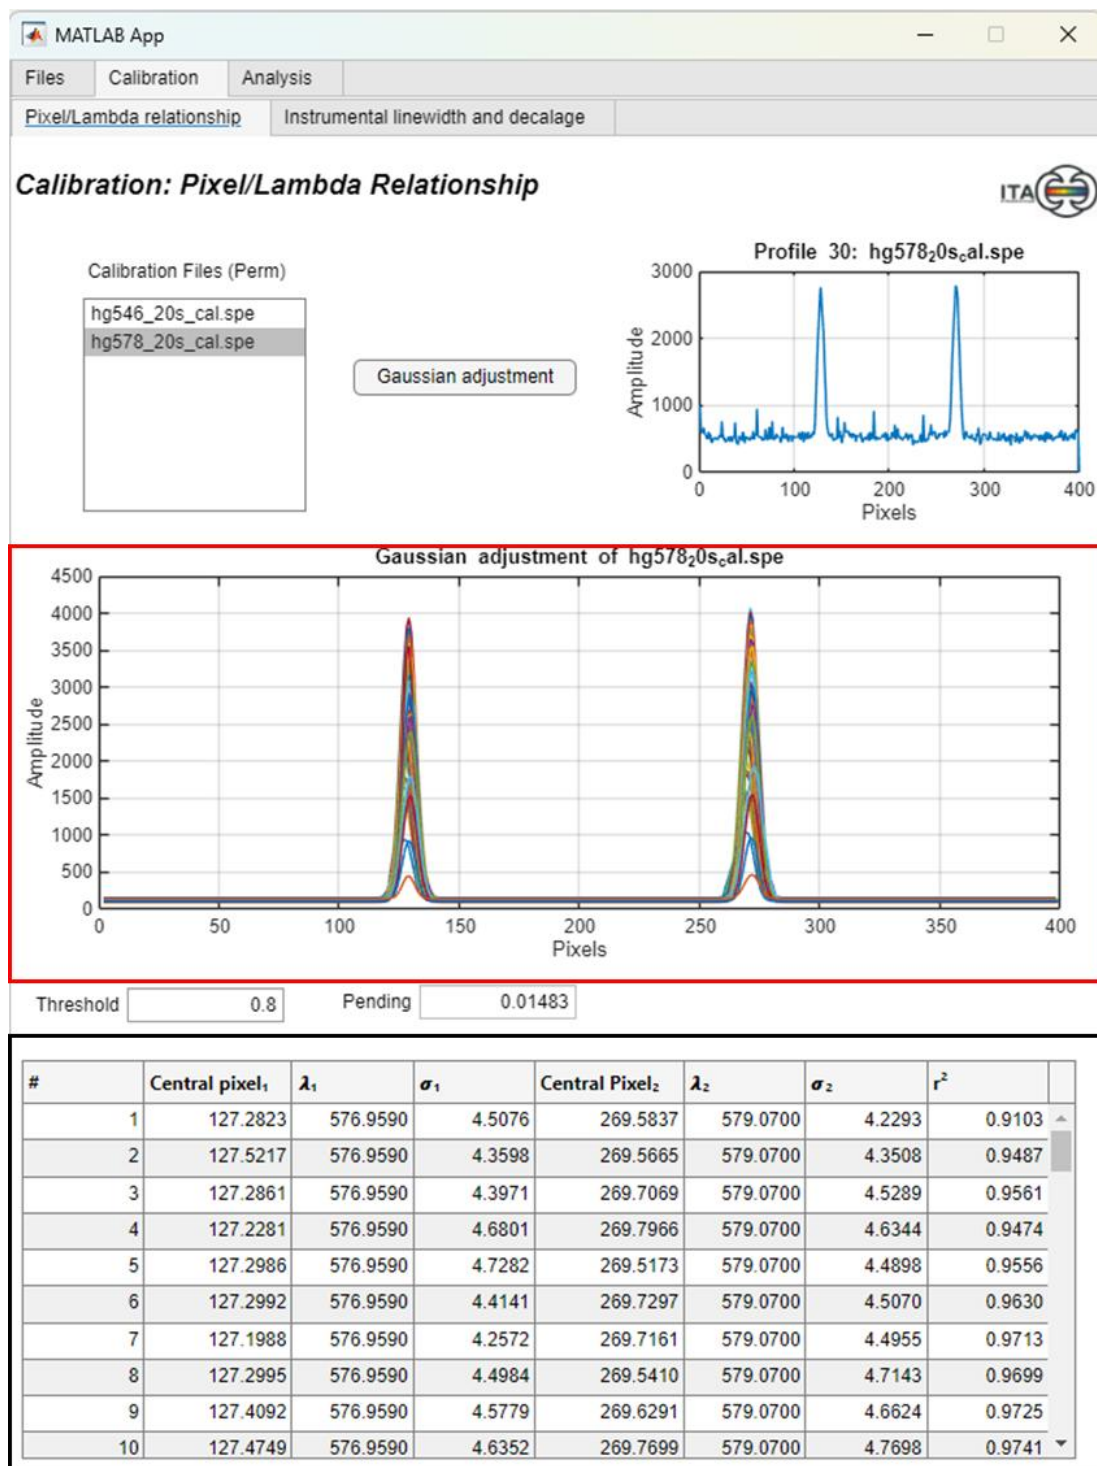 MATLAB App
Files Calibration Analysis
Pixel/Lambda relationship Instrumental linewidth and decalage
Calibration: Pixel/Lambda Relationship
ITA
Calibration Files (Perm)
hg546_20s_cal.spe
hg578_20s_cal.spe
Gaussian adjustment
Profile 30: hg578₂0s꜀al.spe
3000
2000
1000
0
Amplitude
0 100 200 300 400
Pixels
Gaussian adjustment of hg578₂0s꜀al.spe
4500
4000
3500
3000
2500
2000
1500
1000
500
0
Amplitude
0 50 100 150 200 250 300 350 400
Pixels
Threshold 0.8 Pending 0.01483
# Central pixel₁ λ₁ σ₁ Central Pixel₂ λ₂ σ₂ r²
1 127.2823 576.9590 4.5076 269.5837 579.0700 4.2293 0.9103
2 127.5217 576.9590 4.3598 269.5665 579.0700 4.3508 0.9487
3 127.2861 576.9590 4.3971 269.7069 579.0700 4.5289 0.9561
4 127.2281 576.9590 4.6801 269.7966 579.0700 4.6344 0.9474
5 127.2986 576.9590 4.7282 269.5173 579.0700 4.4898 0.9556
6 127.2992 576.9590 4.4141 269.7297 579.0700 4.5070 0.9630
7 127.1988 576.9590 4.2572 269.7161 579.0700 4.4955 0.9713
8 127.2995 576.9590 4.4984 269.5410 579.0700 4.7143 0.9699
9 127.4092 576.9590 4.5779 269.6291 579.0700 4.6624 0.9725
10 127.4749 576.9590 4.6352 269.7699 579.0700 4.7698 0.9741